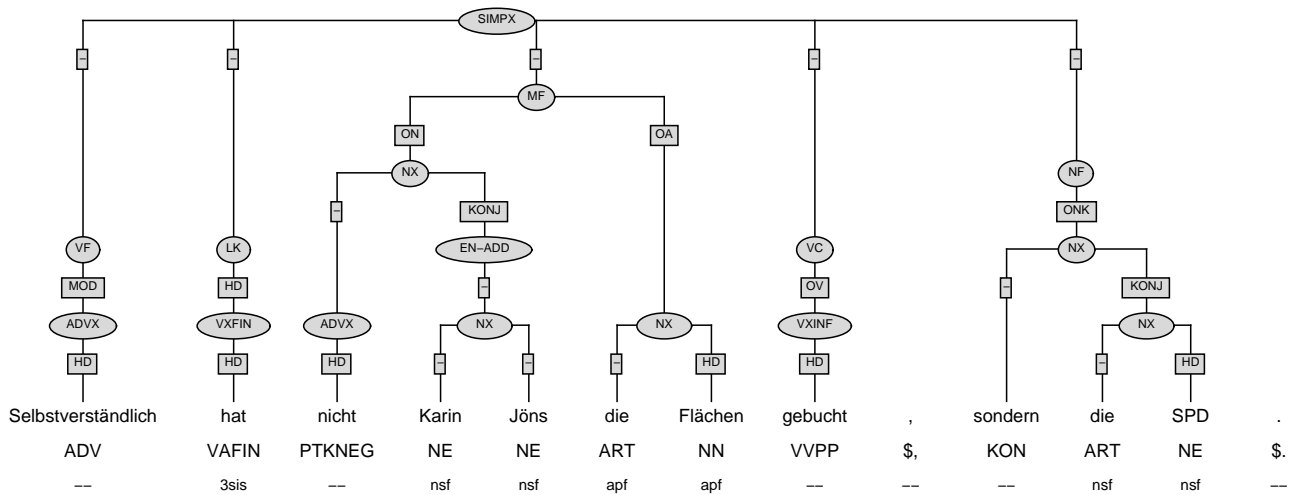 SIMPX
– – – –
MF
ON OA
NX NF
– KONJ ONK
VF LK EN–ADD VC NX
MOD HD – OV – KONJ
ADVX VXFIN ADVX NX NX VXINF NX
HD HD HD – – – HD HD – HD
Selbstverständlich hat nicht Karin Jöns die Flächen gebucht , sondern die SPD .
ADV VAFIN PTKNEG NE NE ART NN VVPP $, KON ART NE $.
–– 3sis –– nsf nsf apf apf –– –– –– nsf nsf ––